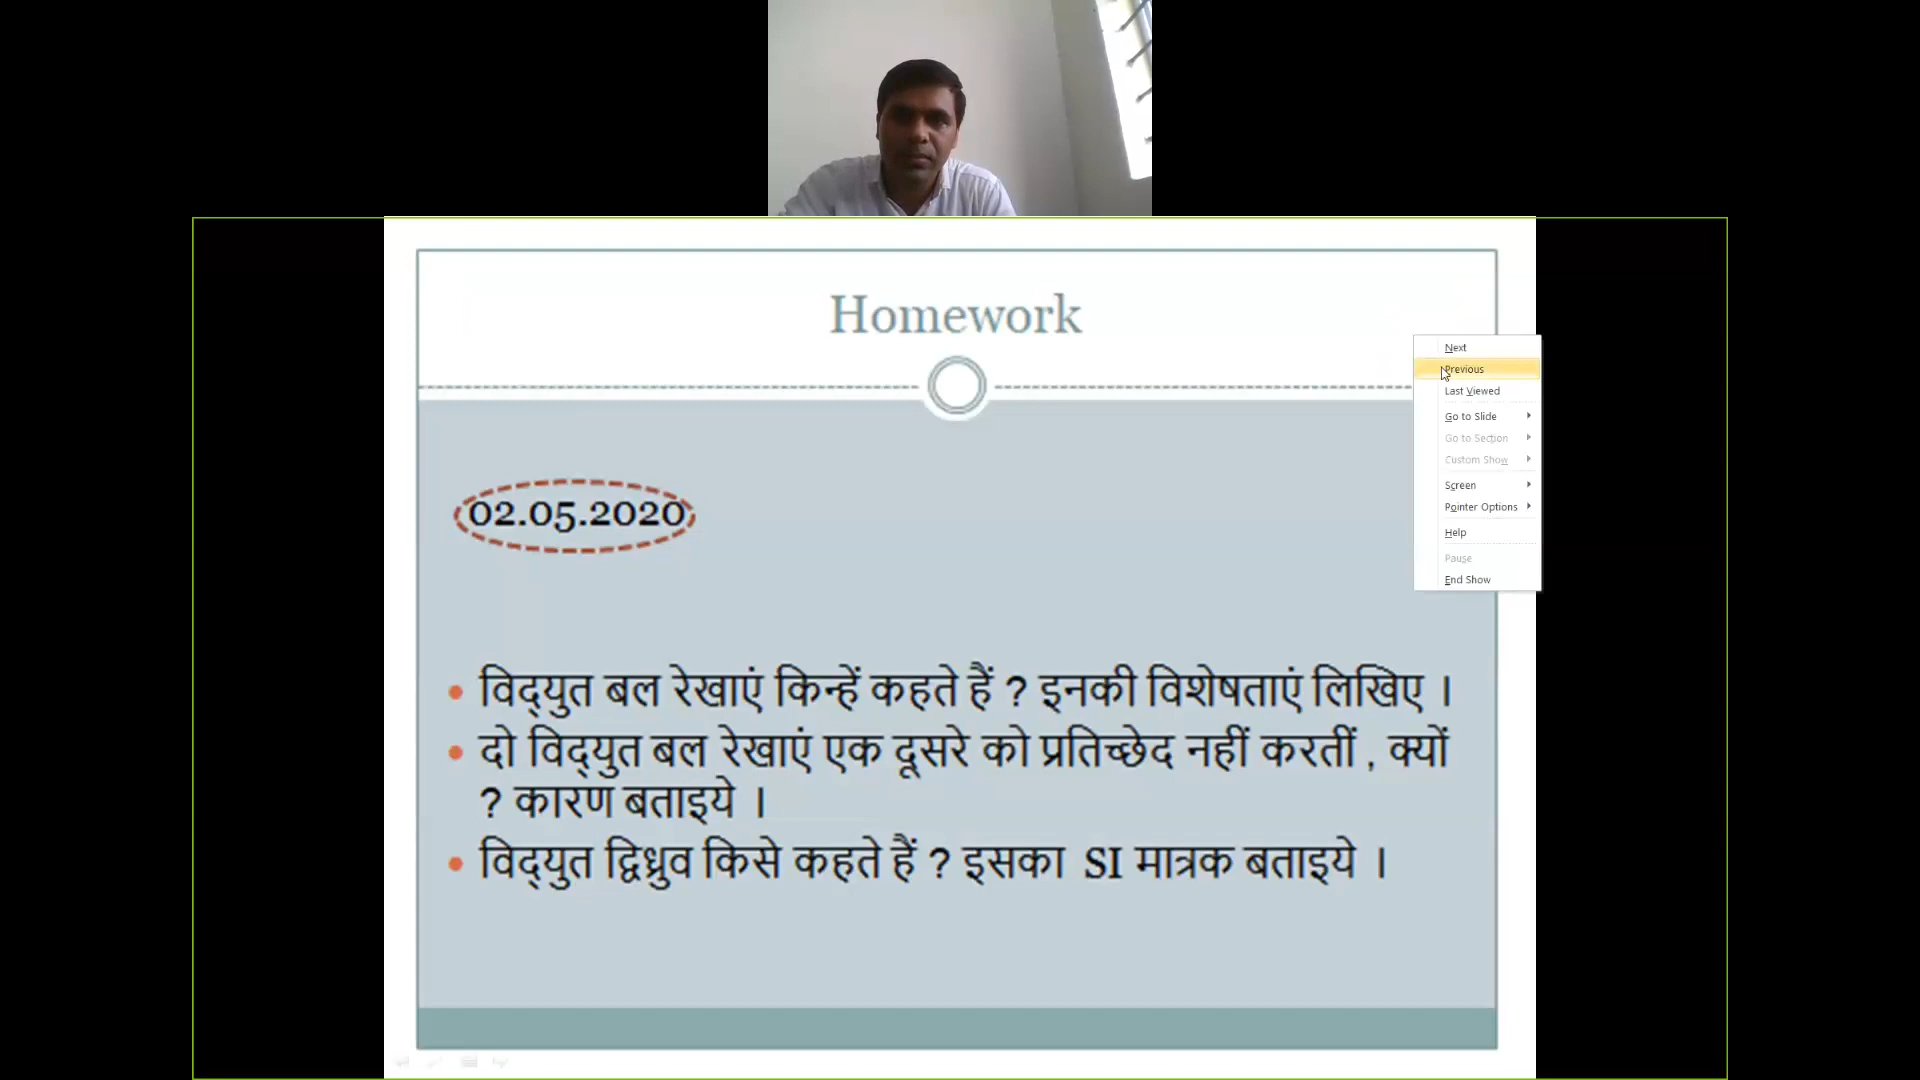 Homework
Next
Previous
Last Viewed
Go to Slide
Go to Section
Custom Show
Screen
Pointer Options
Help
Pause
End Show
02.05.2020
• विद्युत बल रेखाएं किन्हें कहते हैं ? इनकी विशेषताएं लिखिए ।
• दो विद्युत बल रेखाएं एक दूसरे को प्रतिच्छेद नहीं करतीं , क्यों
? कारण बताइये ।
• विद्युत द्विध्रुव किसे कहते हैं ? इसका SI मात्रक बताइये ।